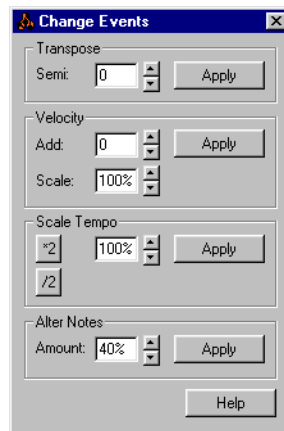 Change Events
Transpose
Semi: 0 Apply
Velocity
Add: 0 Apply
Scale: 100%
Scale Tempo
*2 100% Apply
/2
Alter Notes
Amount: 40% Apply
Help